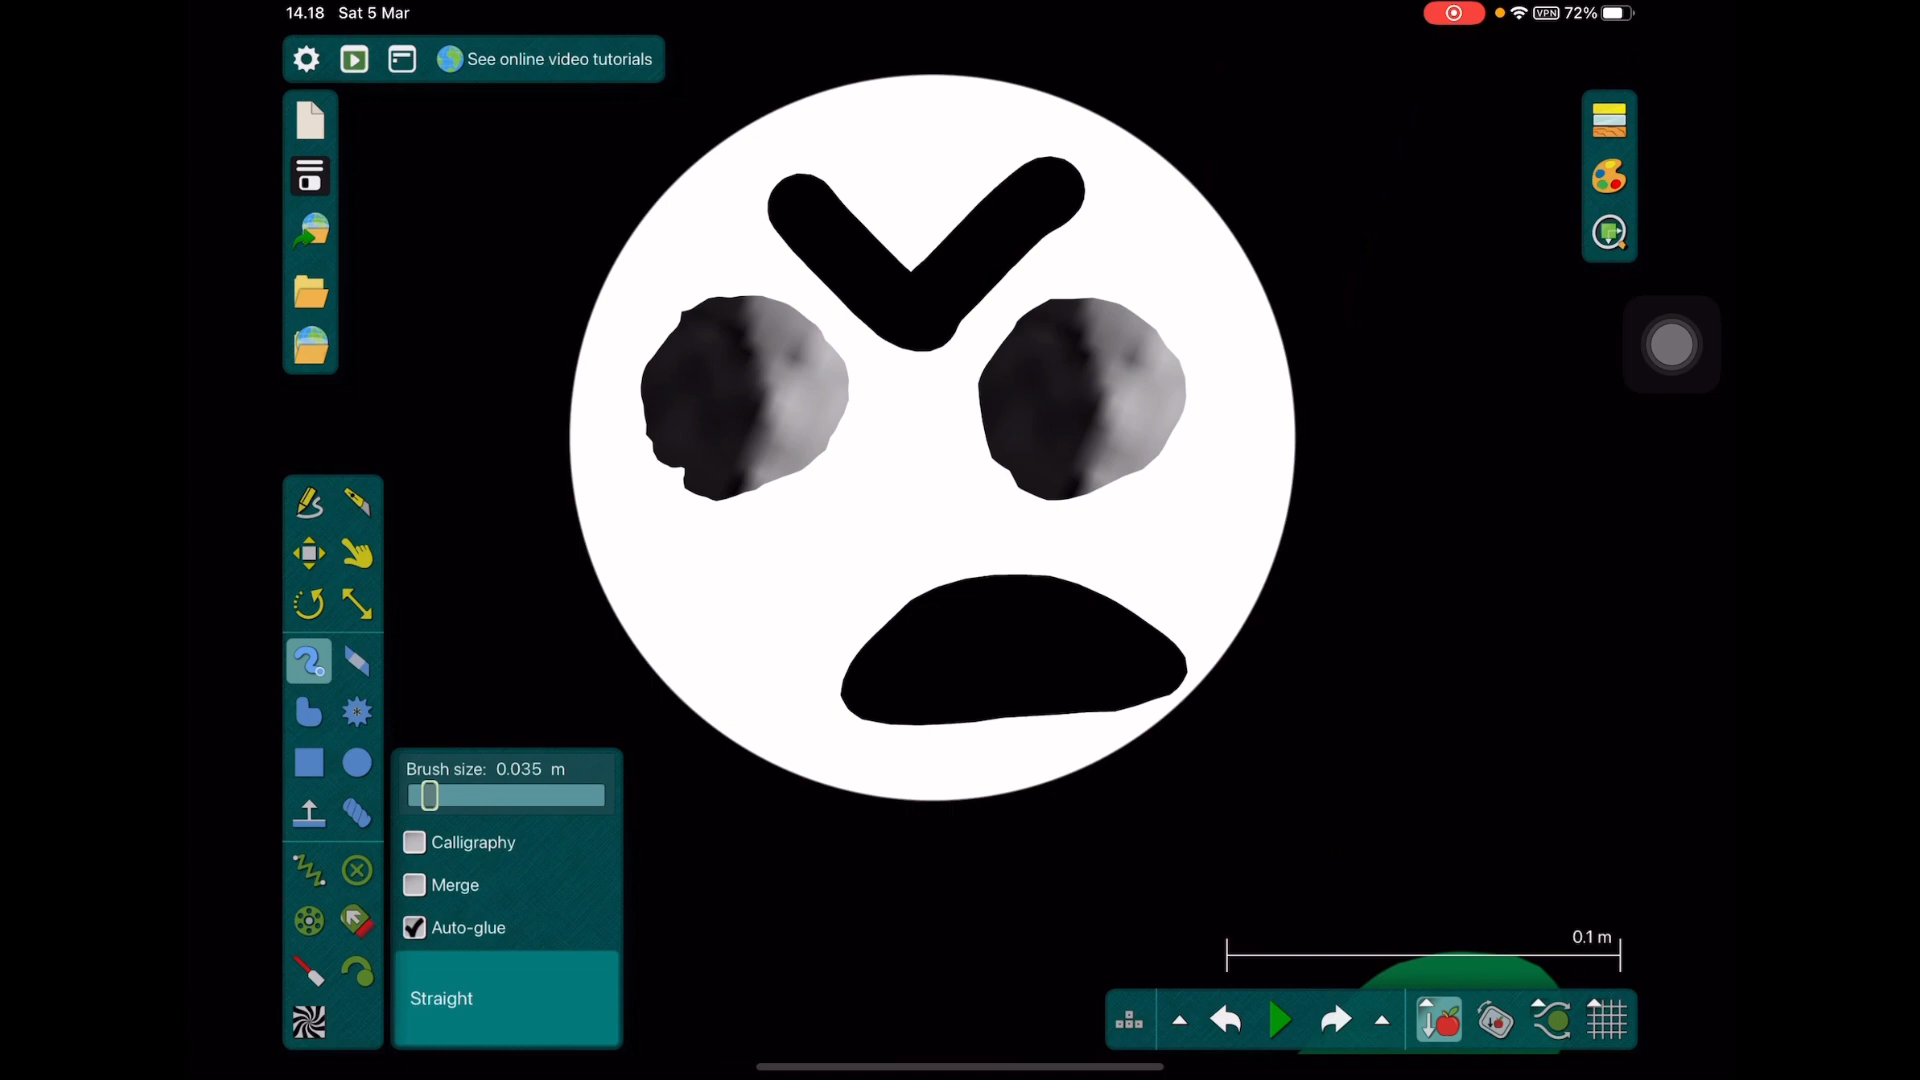 14.18 Sat 5 Mar
VPN 72%
See online video tutorials
Brush size: 0.035 m
Calligraphy
Merge
Auto-glue
Straight
0.1 m